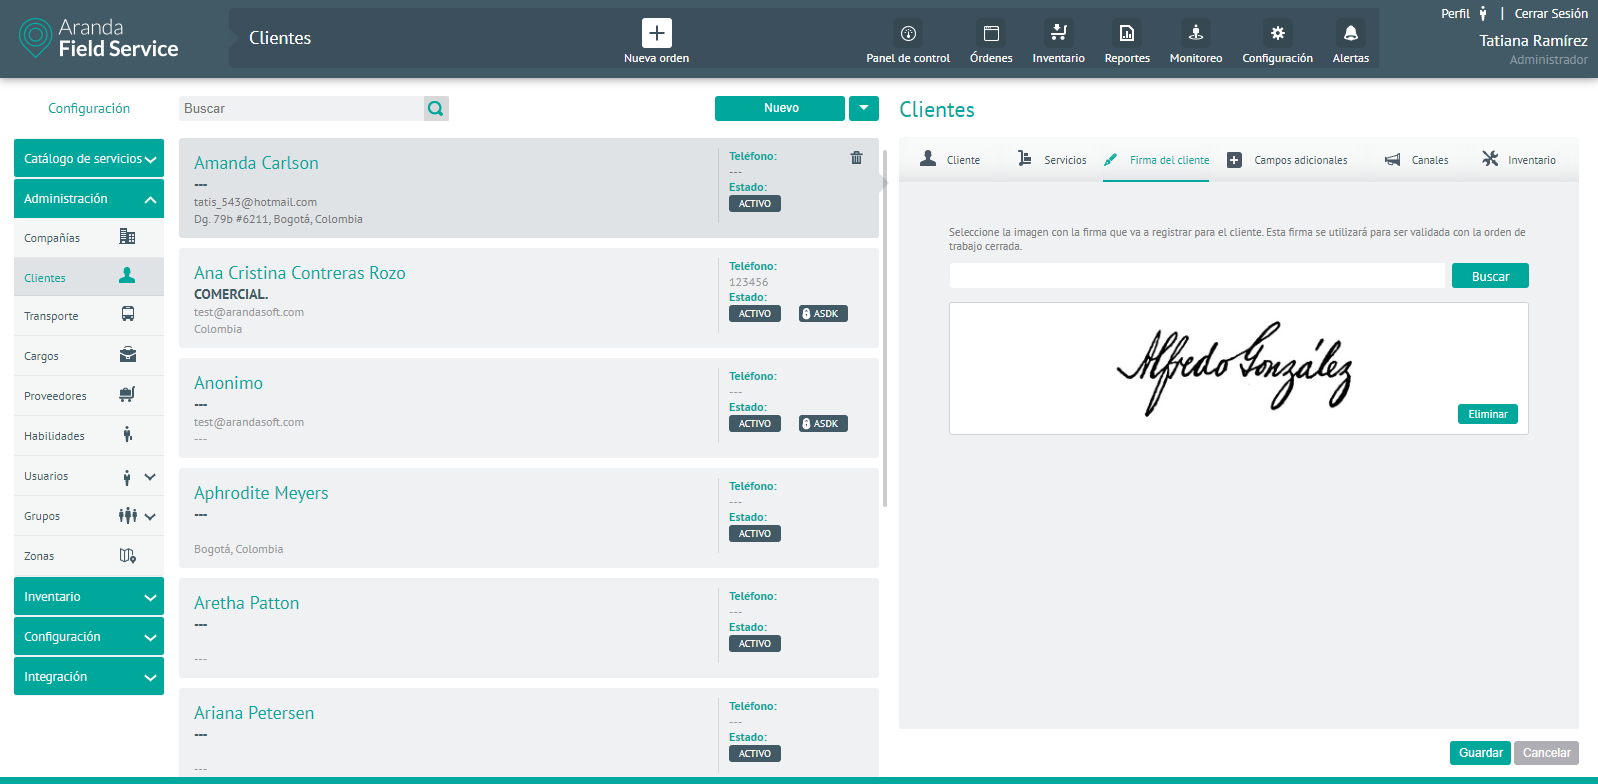 Aranda
Field Service
Clientes
Nueva orden
Panel de control
Órdenes
Inventario
Reportes
Monitoreo
Configuración
Alertas
Perfil | Cerrar Sesión
Tatiana Ramírez
Administrador
Configuración
Catálogo de servicios
Administración
Compañías
Clientes
Transporte
Cargos
Proveedores
Habilidades
Usuarios
Grupos
Zonas
Inventario
Configuración
Integración
Buscar
Nuevo
Amanda Carlson
---
tatis_543@hotmail.com
Dg. 79b #6211, Bogotá, Colombia
Teléfono:
---
Estado:
ACTIVO
Ana Cristina Contreras Rozo
COMERCIAL.
test@arandasoft.com
Colombia
Teléfono:
123456
Estado:
ACTIVO ASDK
Anonimo
---
test@arandasoft.com
---
Teléfono:
---
Estado:
ACTIVO ASDK
Aphrodite Meyers
---
Bogotá, Colombia
Teléfono:
---
Estado:
ACTIVO
Aretha Patton
---
---
Teléfono:
---
Estado:
ACTIVO
Ariana Petersen
---
---
Teléfono:
---
Estado:
ACTIVO
Clientes
Cliente
Servicios
Firma del cliente
Campos adicionales
Canales
Inventario
Seleccione la imagen con la firma que va a registrar para el cliente. Esta firma se utilizará para ser validada con la orden de
trabajo cerrada.
Buscar
Alfredo González
Eliminar
Guardar
Cancelar